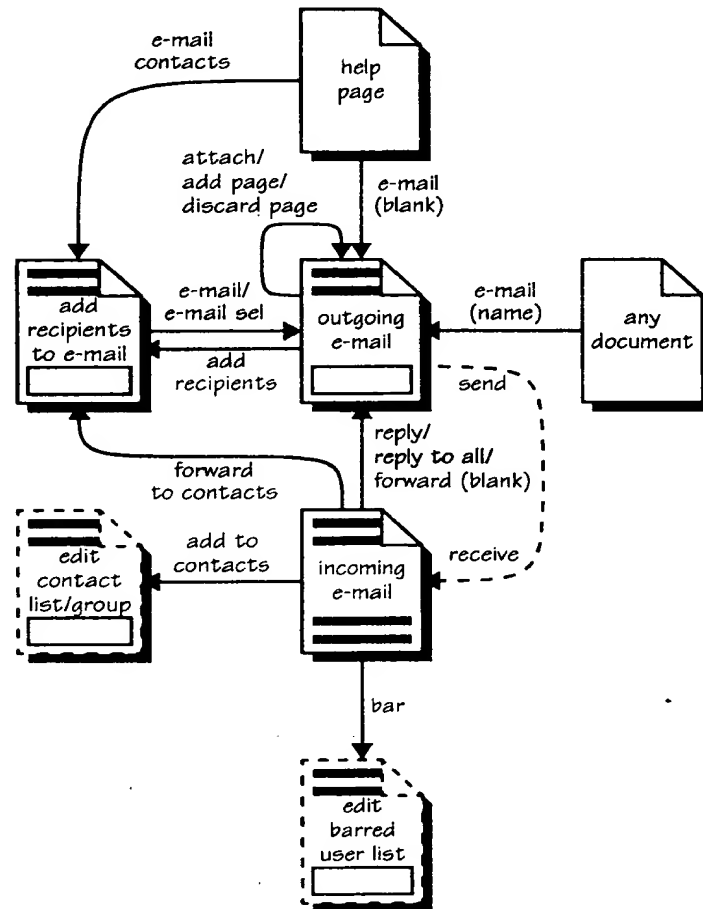 e-mail
contacts
help
page
attach/
add page/
discard page
e-mail
(blank)
add
recipients
to e-mail
e-mail/
e-mail sel
add
recipients
outgoing
e-mail
e-mail
(name)
any
document
send
forward
to contacts
reply/
reply to all/
forward (blank)
edit
contact
list/group
add to
contacts
incoming
e-mail
receive
bar
edit
barred
user list